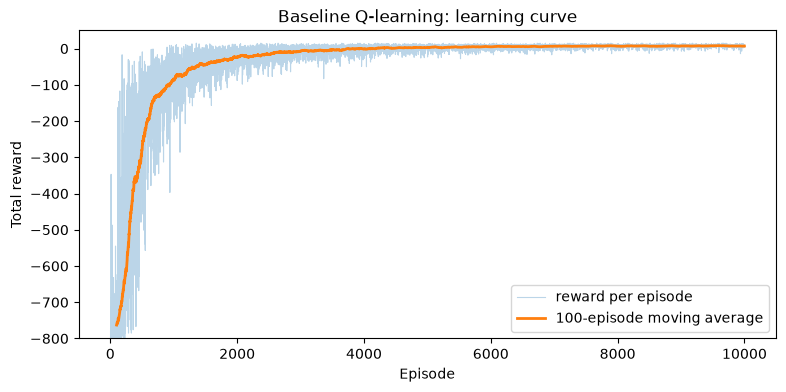 Baseline Q-learning: learning curve
Total reward
0
−100
−200
−300
−400
−500
−600
−700
−800
0 2000 4000 6000 8000 10000
Episode
reward per episode
100-episode moving average